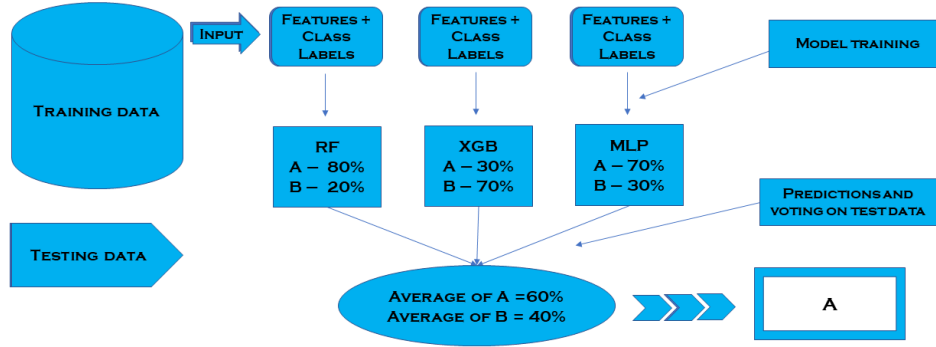 Training data
Input
Features +
Class
Labels
Features +
Class
Labels
Features +
Class
Labels
Model training
RF
A – 80%
B – 20%
XGB
A – 30%
B – 70%
MLP
A – 70%
B – 30%
Predictions and
voting on test data
Testing data
Average of A =60%
Average of B = 40%
A